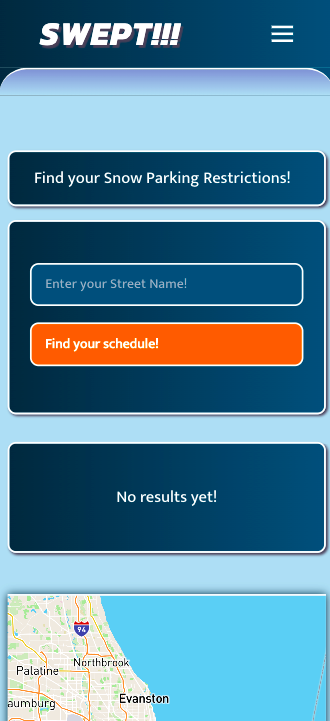 SWEPT!!!
Find your Snow Parking Restrictions!
Enter your Street Name!
Find your schedule!
No results yet!
94
Northbrook
Palatine
aumburg
Evanston